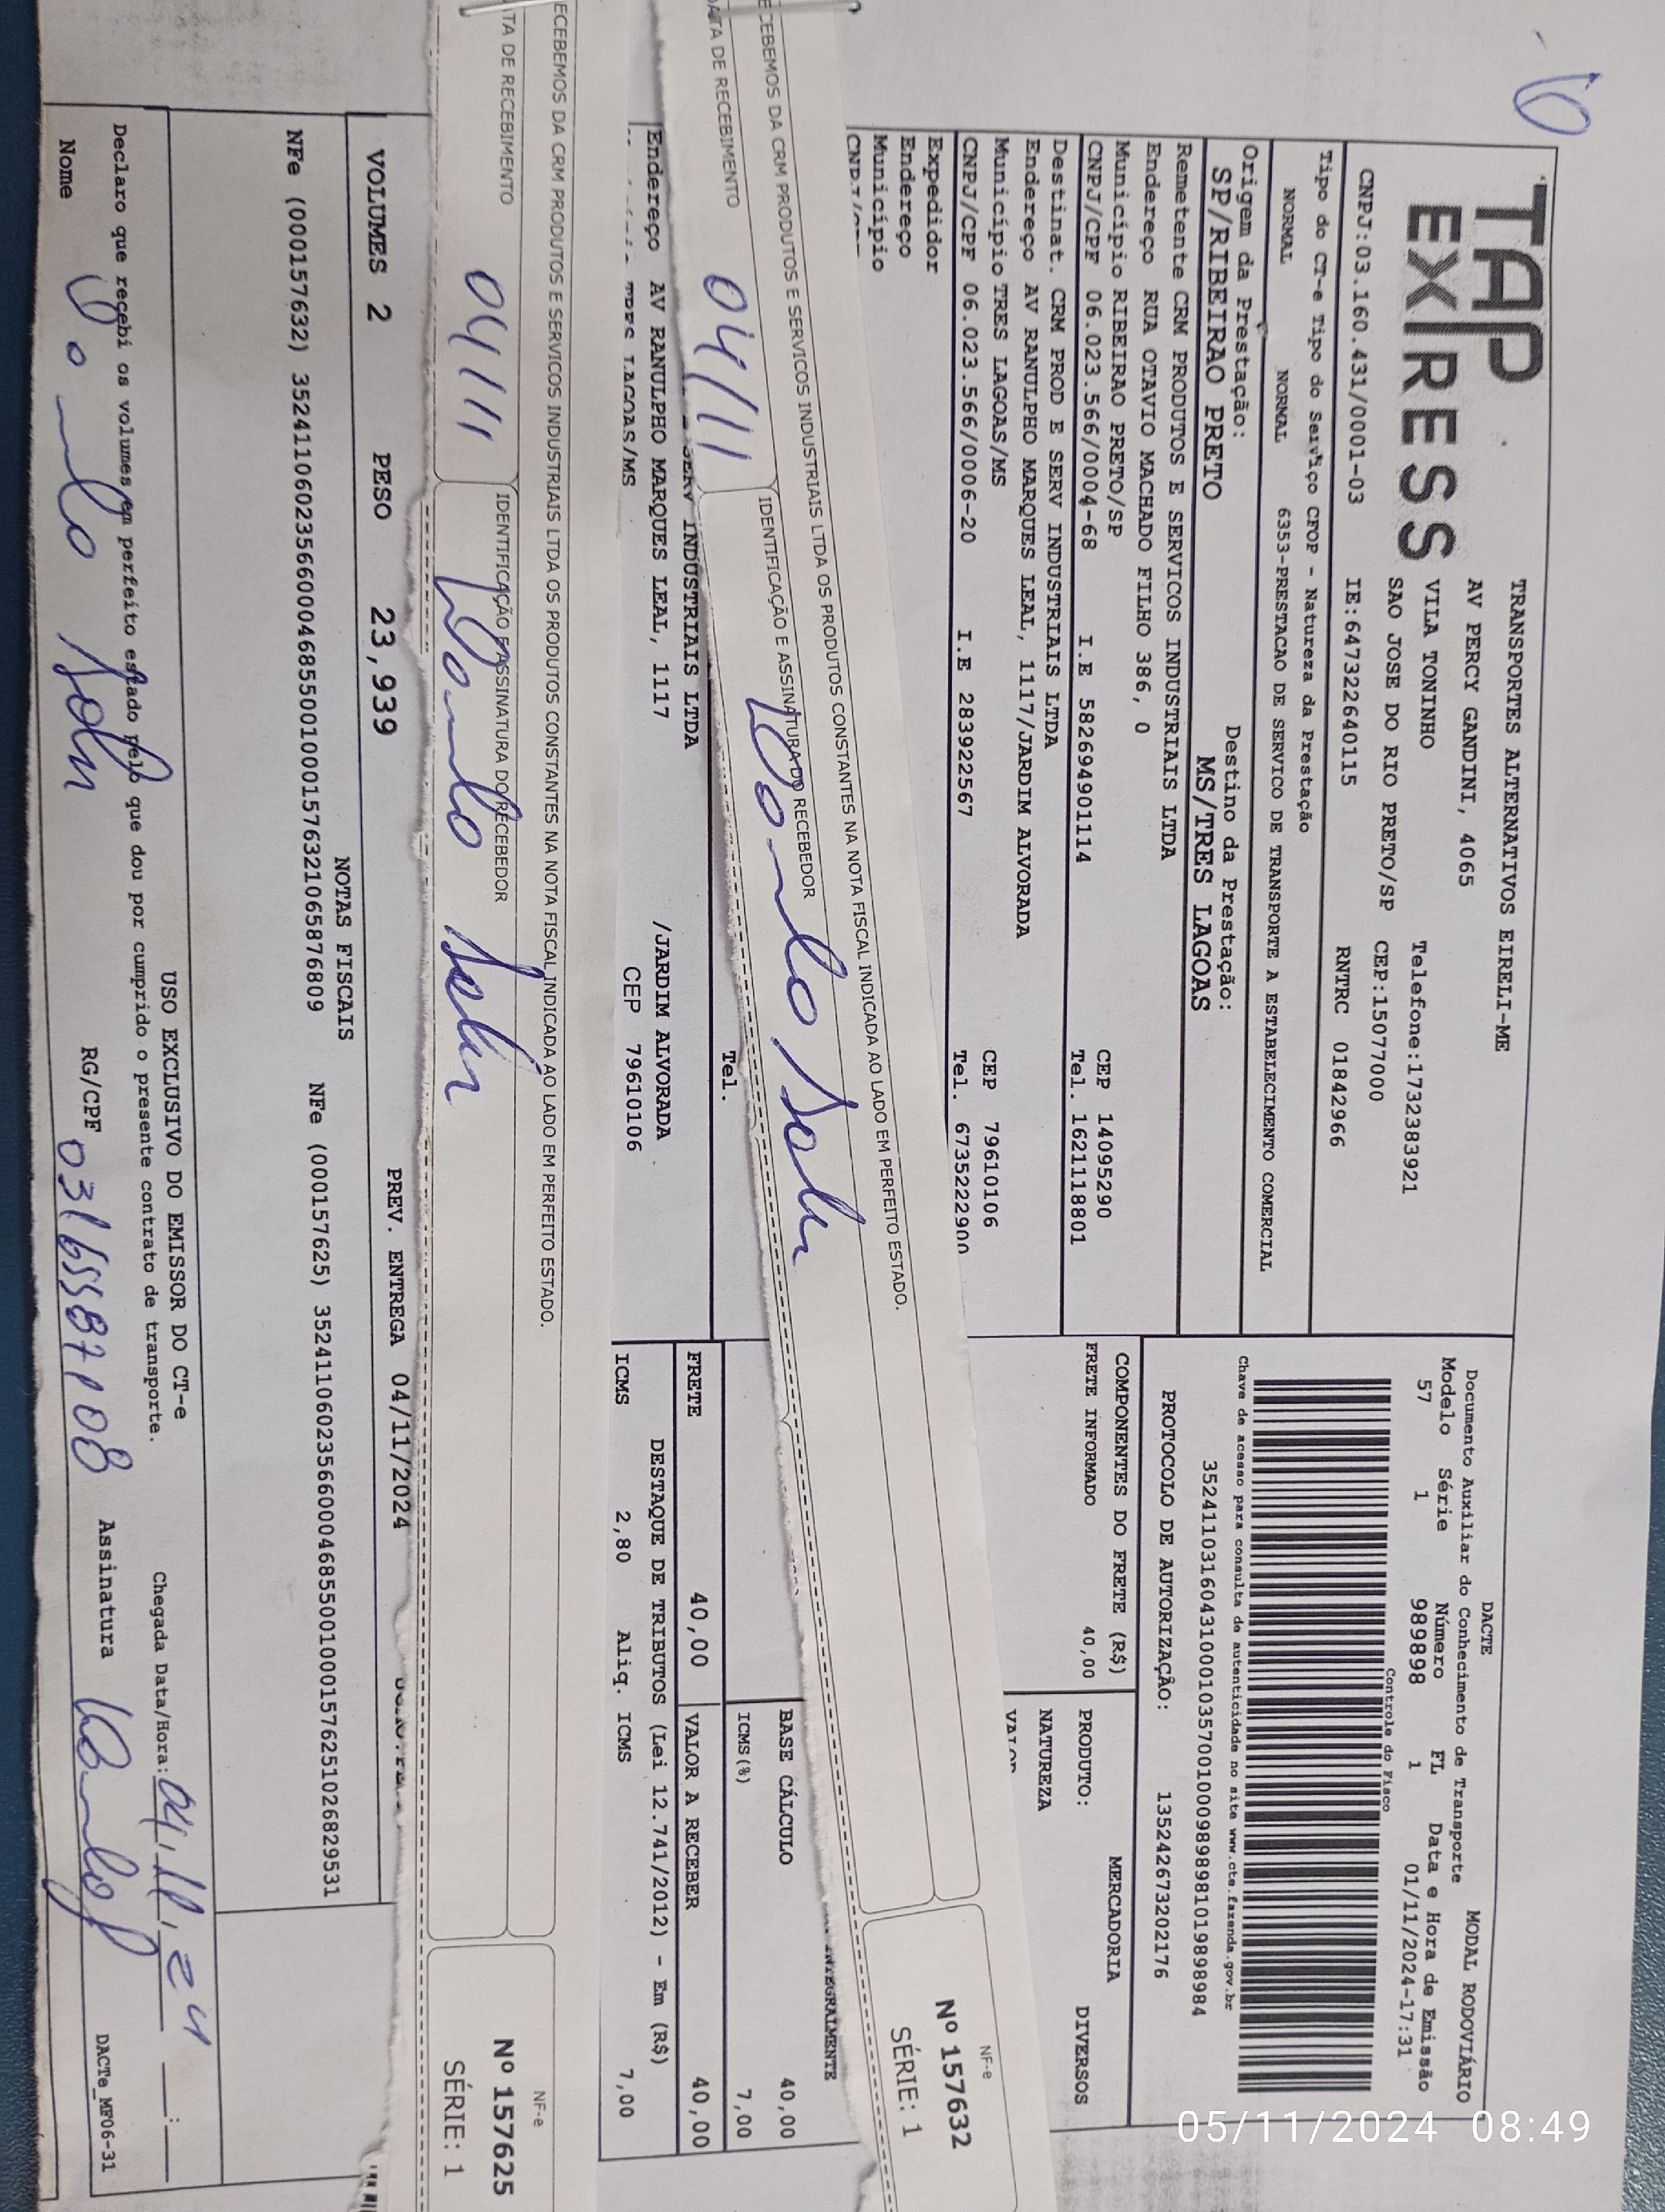 TAP
EXPRESS
TRANSPORTES ALTERNATIVOS EIRELI-ME
AV PERCY GANDINI, 4065
VILA TONINHO
Telefone:1732383921
SAO JOSE DO RIO PRETO/SP CEP:15077000
CNPJ:03.160.431/0001-03 IE:647322640115 RNTRC 01842966
DACTE
Documento Auxiliar do Conhecimento de Transporte
MODAL RODOVIÁRIO
Modelo Série Número FL Data e Hora de Emissão
57 1 989898 1 01/11/2024-17:31
Controle do Fisco
Tipo do CT-e Tipo do Serviço CFOP - Natureza da Prestação
NORMAL NORMAL 6353-PRESTACAO DE SERVICO DE TRANSPORTE A ESTABELECIMENTO COMERCIAL
Chave de acesso para consulta de autenticidade no site www.cte.fazenda.gov.br
35241103160431000103570010009898981019898984
Origem da Prestação: Destino da Prestação:
SP/RIBEIRAO PRETO MS/TRES LAGOAS
PROTOCOLO DE AUTORIZAÇÃO: 135242673202176
Remetente CRM PRODUTOS E SERVICOS INDUSTRIAIS LTDA
Endereço RUA OTAVIO MACHADO FILHO 386, 0
Município RIBEIRAO PRETO/SP CEP 14095290
CNPJ/CPF 06.023.566/0004-68 I.E 582694901114 Tel. 1621118801
Destinat. CRM PROD E SERV INDUSTRIAIS LTDA
Endereço AV RANULPHO MARQUES LEAL, 1117/JARDIM ALVORADA
Município TRES LAGOAS/MS CEP 79610106
CNPJ/CPF 06.023.566/0006-20 I.E 283922567 Tel. 6735222900
COMPONENTES DO FRETE (R$) MERCADORIA
FRETE INFORMADO 40,00 PRODUTO: DIVERSOS
NATUREZA
VALOR
Expedidor
Endereço
Município
CNPJ/CPF
NF-e
Nº 157632
SÉRIE: 1
RECEBEMOS DA CRM PRODUTOS E SERVICOS INDUSTRIAIS LTDA OS PRODUTOS CONSTANTES NA NOTA FISCAL INDICADA AO LADO EM PERFEITO ESTADO.
DATA DE RECEBIMENTO IDENTIFICAÇÃO E ASSINATURA DO RECEBEDOR
04/11
INTEGRALMENTE
BASE CÁLCULO 40,00
ICMS(%) 7,00
Tel.
SERV INDUSTRIAIS LTDA
FRETE 40,00 VALOR A RECEBER 40,00
Endereço AV RANULPHO MARQUES LEAL, 1117 /JARDIM ALVORADA
DESTAQUE DE TRIBUTOS (Lei 12.741/2012) - Em (R$)
TRES LAGOAS/MS CEP 79610106
ICMS 2,80 Aliq. ICMS 7,00
RECEBEMOS DA CRM PRODUTOS E SERVICOS INDUSTRIAIS LTDA OS PRODUTOS CONSTANTES NA NOTA FISCAL INDICADA AO LADO EM PERFEITO ESTADO.
DATA DE RECEBIMENTO IDENTIFICAÇÃO E ASSINATURA DO RECEBEDOR
04/11
NF-e
Nº 157625
SÉRIE: 1
VOLUMES 2 PESO 23,939 PREV. ENTREGA 04/11/2024
NOTAS FISCAIS
NFe (000157632) 35241106023566000468550010001576321065876809 NFe (000157625) 35241106023566000468550010001576251026829531
USO EXCLUSIVO DO EMISSOR DO CT-e
Declaro que recebi os volumes em perfeito estado pelo que dou por cumprido o presente contrato de transporte.
Chegada Data/Hora: 04/11/24 __:__
Nome RG/CPF 03165587108 Assinatura
DACTe_MF06-31
05/11/2024 08:49